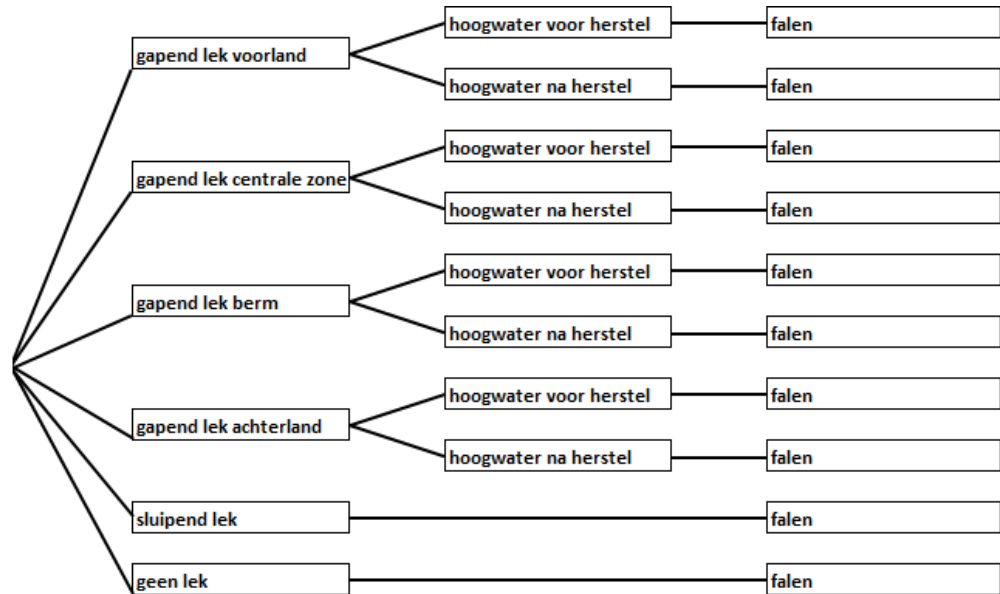 hoogwater voor herstel falen
gapend lek voorland
hoogwater na herstel falen
hoogwater voor herstel falen
gapend lek centrale zone
hoogwater na herstel falen
hoogwater voor herstel falen
gapend lek berm
hoogwater na herstel falen
hoogwater voor herstel falen
gapend lek achterland
hoogwater na herstel falen
sluipend lek falen
geen lek falen